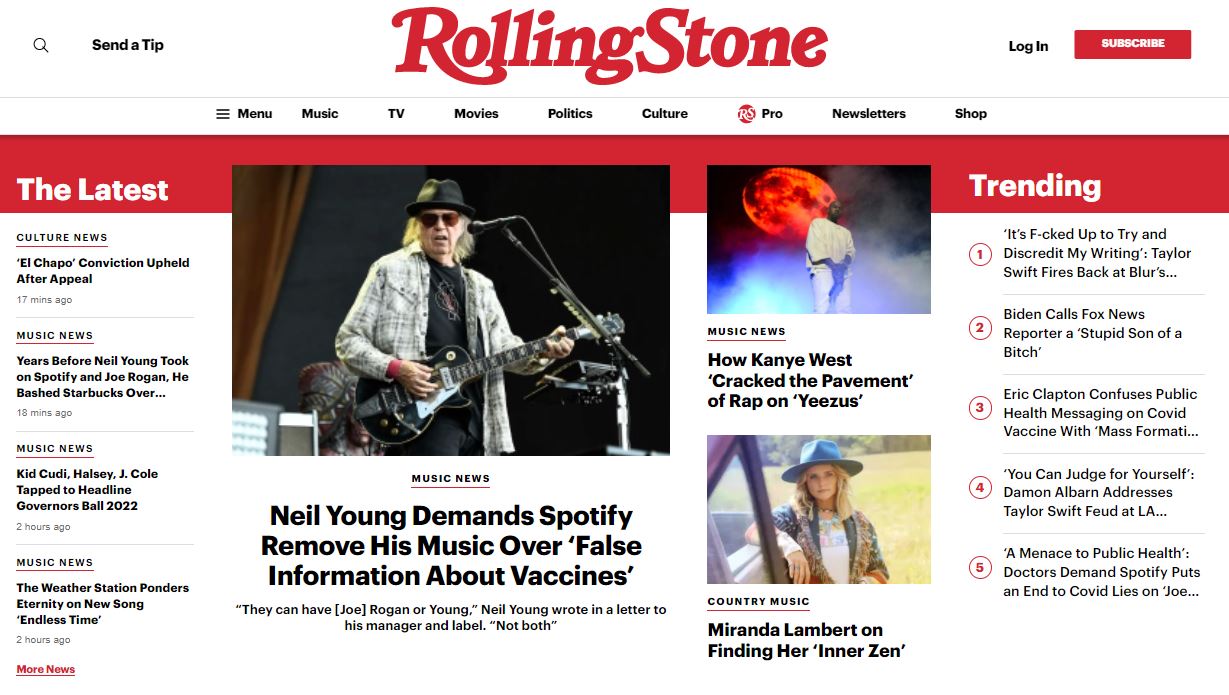 Send a Tip
RollingStone
Log In
SUBSCRIBE
Menu
Music
TV
Movies
Politics
Culture
RS
Pro
Newsletters
Shop
The Latest
CULTURE NEWS
‘El Chapo’ Conviction Upheld
After Appeal
17 mins ago
MUSIC NEWS
Years Before Neil Young Took
on Spotify and Joe Rogan, He
Bashed Starbucks Over...
18 mins ago
MUSIC NEWS
Kid Cudi, Halsey, J. Cole
Tapped to Headline
Governors Ball 2022
2 hours ago
MUSIC NEWS
The Weather Station Ponders
Eternity on New Song
‘Endless Time’
2 hours ago
More News
MUSIC NEWS
Neil Young Demands Spotify
Remove His Music Over ‘False
Information About Vaccines’
“They can have [Joe] Rogan or Young,” Neil Young wrote in a letter to
his manager and label. “Not both”
MUSIC NEWS
How Kanye West
‘Cracked the Pavement’
of Rap on ‘Yeezus’
COUNTRY MUSIC
Miranda Lambert on
Finding Her ‘Inner Zen’
Trending
1
‘It’s F-cked Up to Try and
Discredit My Writing’: Taylor
Swift Fires Back at Blur’s...
2
Biden Calls Fox News
Reporter a ‘Stupid Son of a
Bitch’
3
Eric Clapton Confuses Public
Health Messaging on Covid
Vaccine With ‘Mass Formati...
4
‘You Can Judge for Yourself’:
Damon Albarn Addresses
Taylor Swift Feud at LA...
5
‘A Menace to Public Health’:
Doctors Demand Spotify Puts
an End to Covid Lies on ‘Joe...